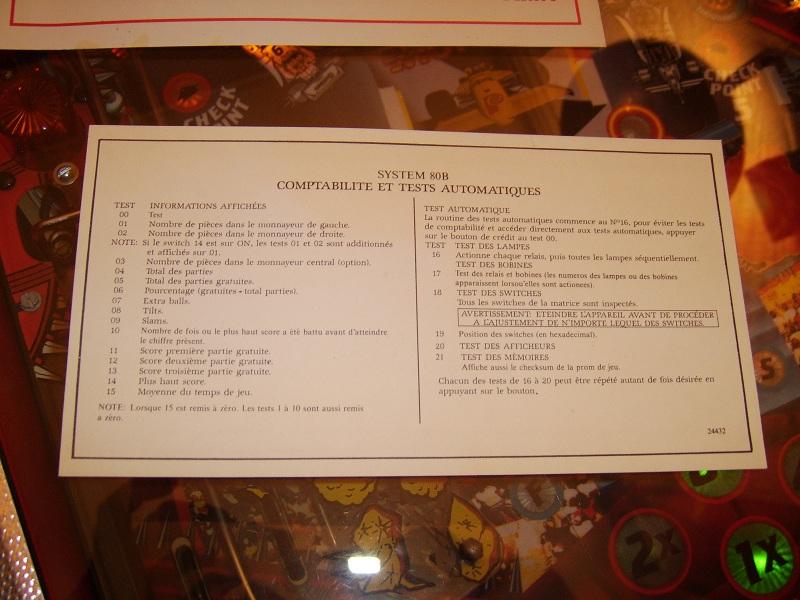 SYSTEM 80B
COMPTABILITE ET TESTS AUTOMATIQUES
TEST INFORMATIONS AFFICHÉES
00 Test
01 Nombre de pièces dans le monnayeur de gauche.
02 Nombre de pièces dans le monnayeur de droite.
NOTE: Si le switch 14 est sur ON, les tests 01 et 02 sont additionnés
et affichés sur 01.
03 Nombre de pièces dans le monnayeur central (option).
04 Total des parties
05 Total des parties gratuites.
06 Pourcentage (gratuites + total parties).
07 Extra balls.
08 Tilts.
09 Slams.
10 Nombre de fois ou le plus haut score a été battu avant d'atteindre
le chiffre présent.
11 Score première partie gratuite.
12 Score deuxième partie gratuite.
13 Score troisième partie gratuite.
14 Plus haut score.
15 Moyenne du temps de jeu.
NOTE: Lorsque 15 est remis à zèro. Les tests 1 à 10 sont aussi remis
a zèro.
TEST AUTOMATIQUE
La routine des tests automatiques commence au Nº16, pour éviter les tests
de comptabilité et accéder directement aux tests automatiques, appuyer
sur le bouton de crédit au test 00.
TEST TEST DES LAMPES
16 Actionne chaque relais, puis toutes les lampes séquentiellement.
TEST DES BOBINES
17 Test des relais et bobines (les numeros des lampes ou des bobines
apparaissent lorsqu'elles sont actionees).
18 TEST DES SWITCHES
Tous les switches de la matrice sont inspectés.
AVERTISSEMENT: ETEINDRE L'APPAREIL AVANT DE PROCÉDER
A L'AJUSTEMENT DE N'IMPORTE LEQUEL DES SWITCHES.
19 Position des switches (en hexadecimal).
20 TEST DES AFFICHEURS
21 TEST DES MÉMOIRES
Affiche aussi le checksum de la prom de jeu.
Chacun des tests de 16 à 20 peut être répété autant de fois désirée en
appuyant sur le bouton.
24432
CHECK
POINT
CHECK
POINT
S
S
2X
1X